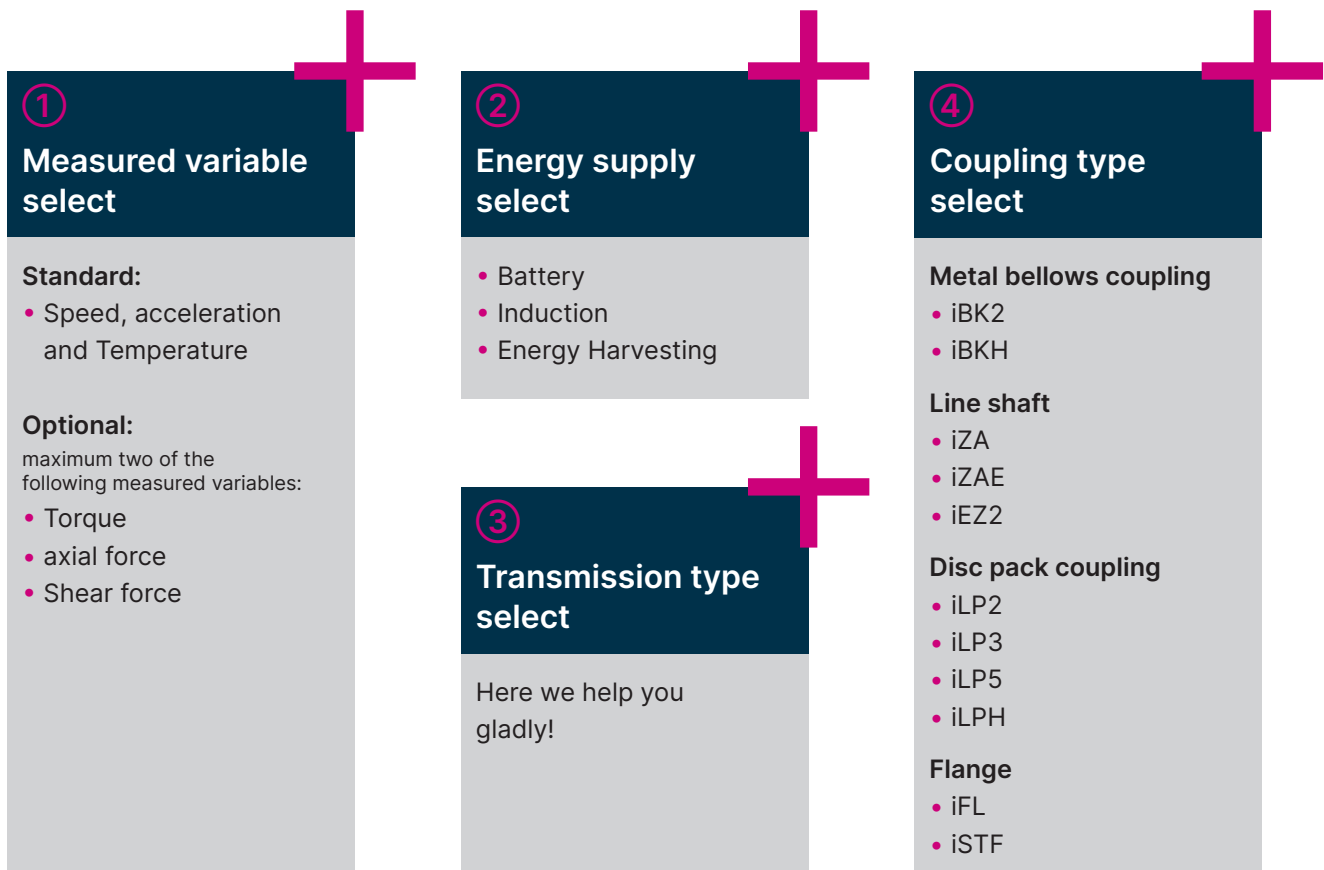 ①
Measured variable
select
Standard:
• Speed, acceleration
and Temperature
Optional:
maximum two of the
following measured variables:
• Torque
• axial force
• Shear force
②
Energy supply
select
• Battery
• Induction
• Energy Harvesting
③
Transmission type
select
Here we help you
gladly!
④
Coupling type
select
Metal bellows coupling
• iBK2
• iBKH
Line shaft
• iZA
• iZAE
• iEZ2
Disc pack coupling
• iLP2
• iLP3
• iLP5
• iLPH
Flange
• iFL
• iSTF